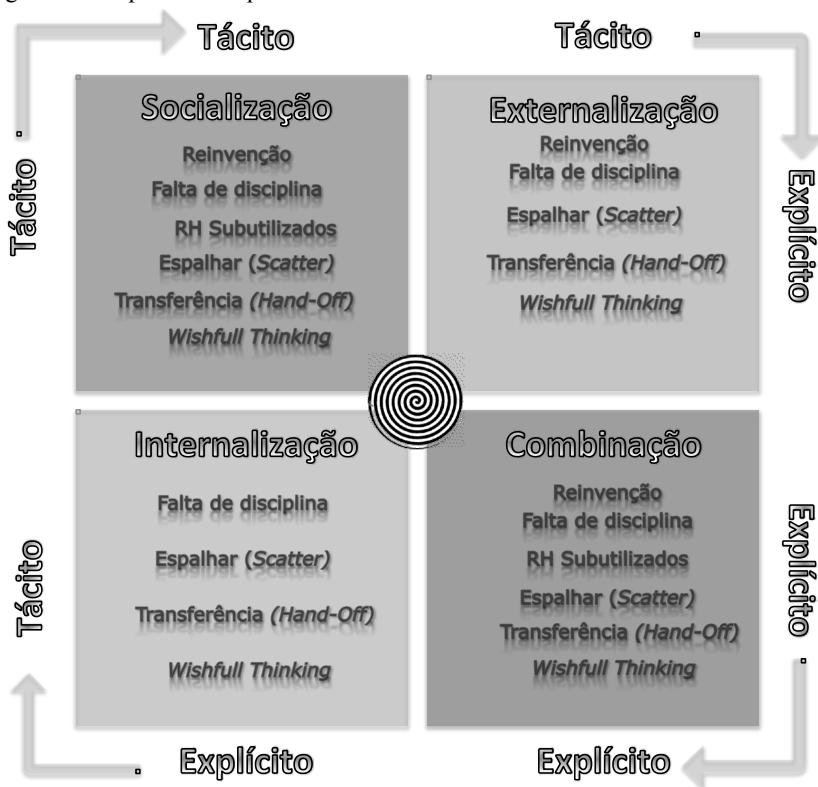 Tácito
Tácito
Tácito
Explícito
Socialização
Reinvenção
Falta de disciplina
RH Subutilizados
Espalhar (Scatter)
Transferência (Hand-Off)
Wishfull Thinking
Externalização
Reinvenção
Falta de disciplina
Espalhar (Scatter)
Transferência (Hand-Off)
Wishfull Thinking
Internalização
Falta de disciplina
Espalhar (Scatter)
Transferência (Hand-Off)
Wishfull Thinking
Combinação
Reinvenção
Falta de disciplina
RH Subutilizados
Espalhar (Scatter)
Transferência (Hand-Off)
Wishfull Thinking
Tácito
Explícito
Explícito
Explícito